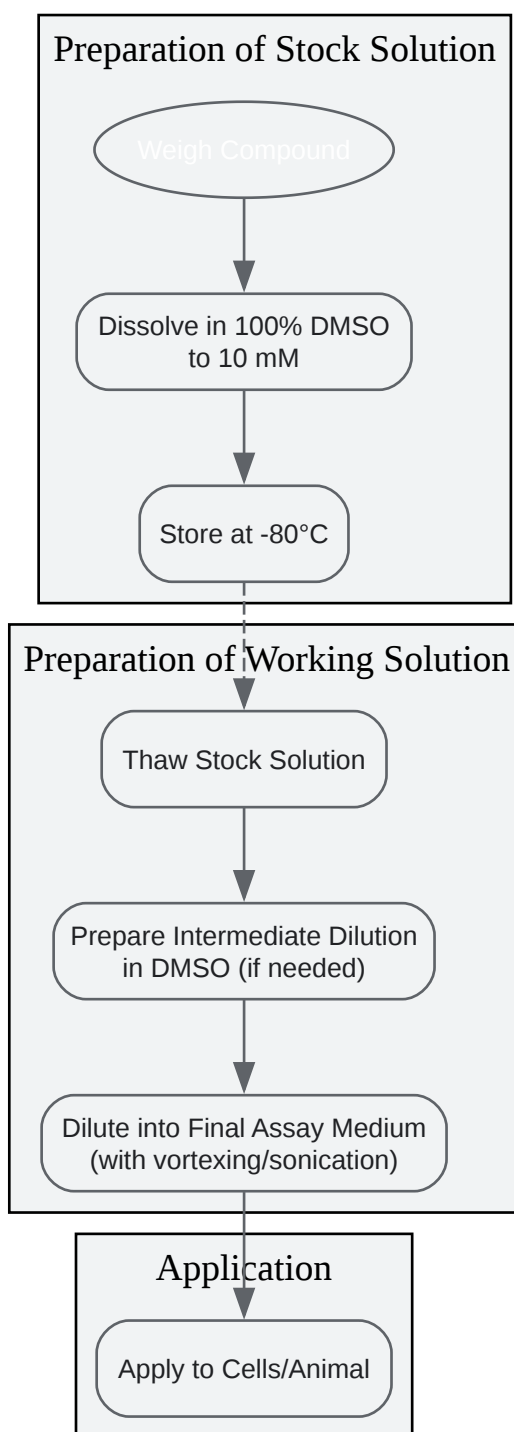 Preparation of Stock Solution
Weigh Compound
Dissolve in 100% DMSO
to 10 mM
Store at -80°C
Preparation of Working Solution
Thaw Stock Solution
Prepare Intermediate Dilution
in DMSO (if needed)
Dilute into Final Assay Medium
(with vortexing/sonication)
Application
Apply to Cells/Animal